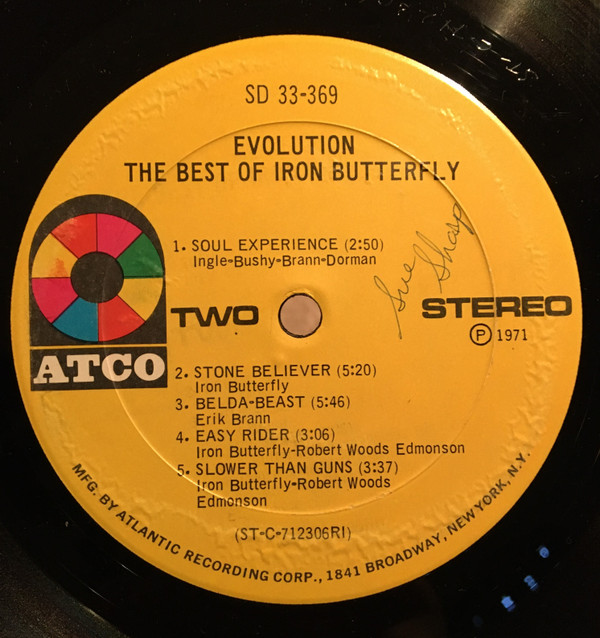 SD 33-369
EVOLUTION
THE BEST OF IRON BUTTERFLY
1. SOUL EXPERIENCE (2:50)
Ingle-Bushy-Brann-Dorman
Sue Sharp
TWO
STEREO
Ⓟ 1971
ATCO
2. STONE BELIEVER (5:20)
Iron Butterfly
3. BELDA-BEAST (5:46)
Erik Brann
4. EASY RIDER (3:06)
Iron Butterfly-Robert Woods Edmonson
5. SLOWER THAN GUNS (3:37)
Iron Butterfly-Robert Woods
Edmonson
(ST-C-712306RI)
MFG. BY ATLANTIC RECORDING CORP., 1841 BROADWAY, NEW YORK, N.Y.